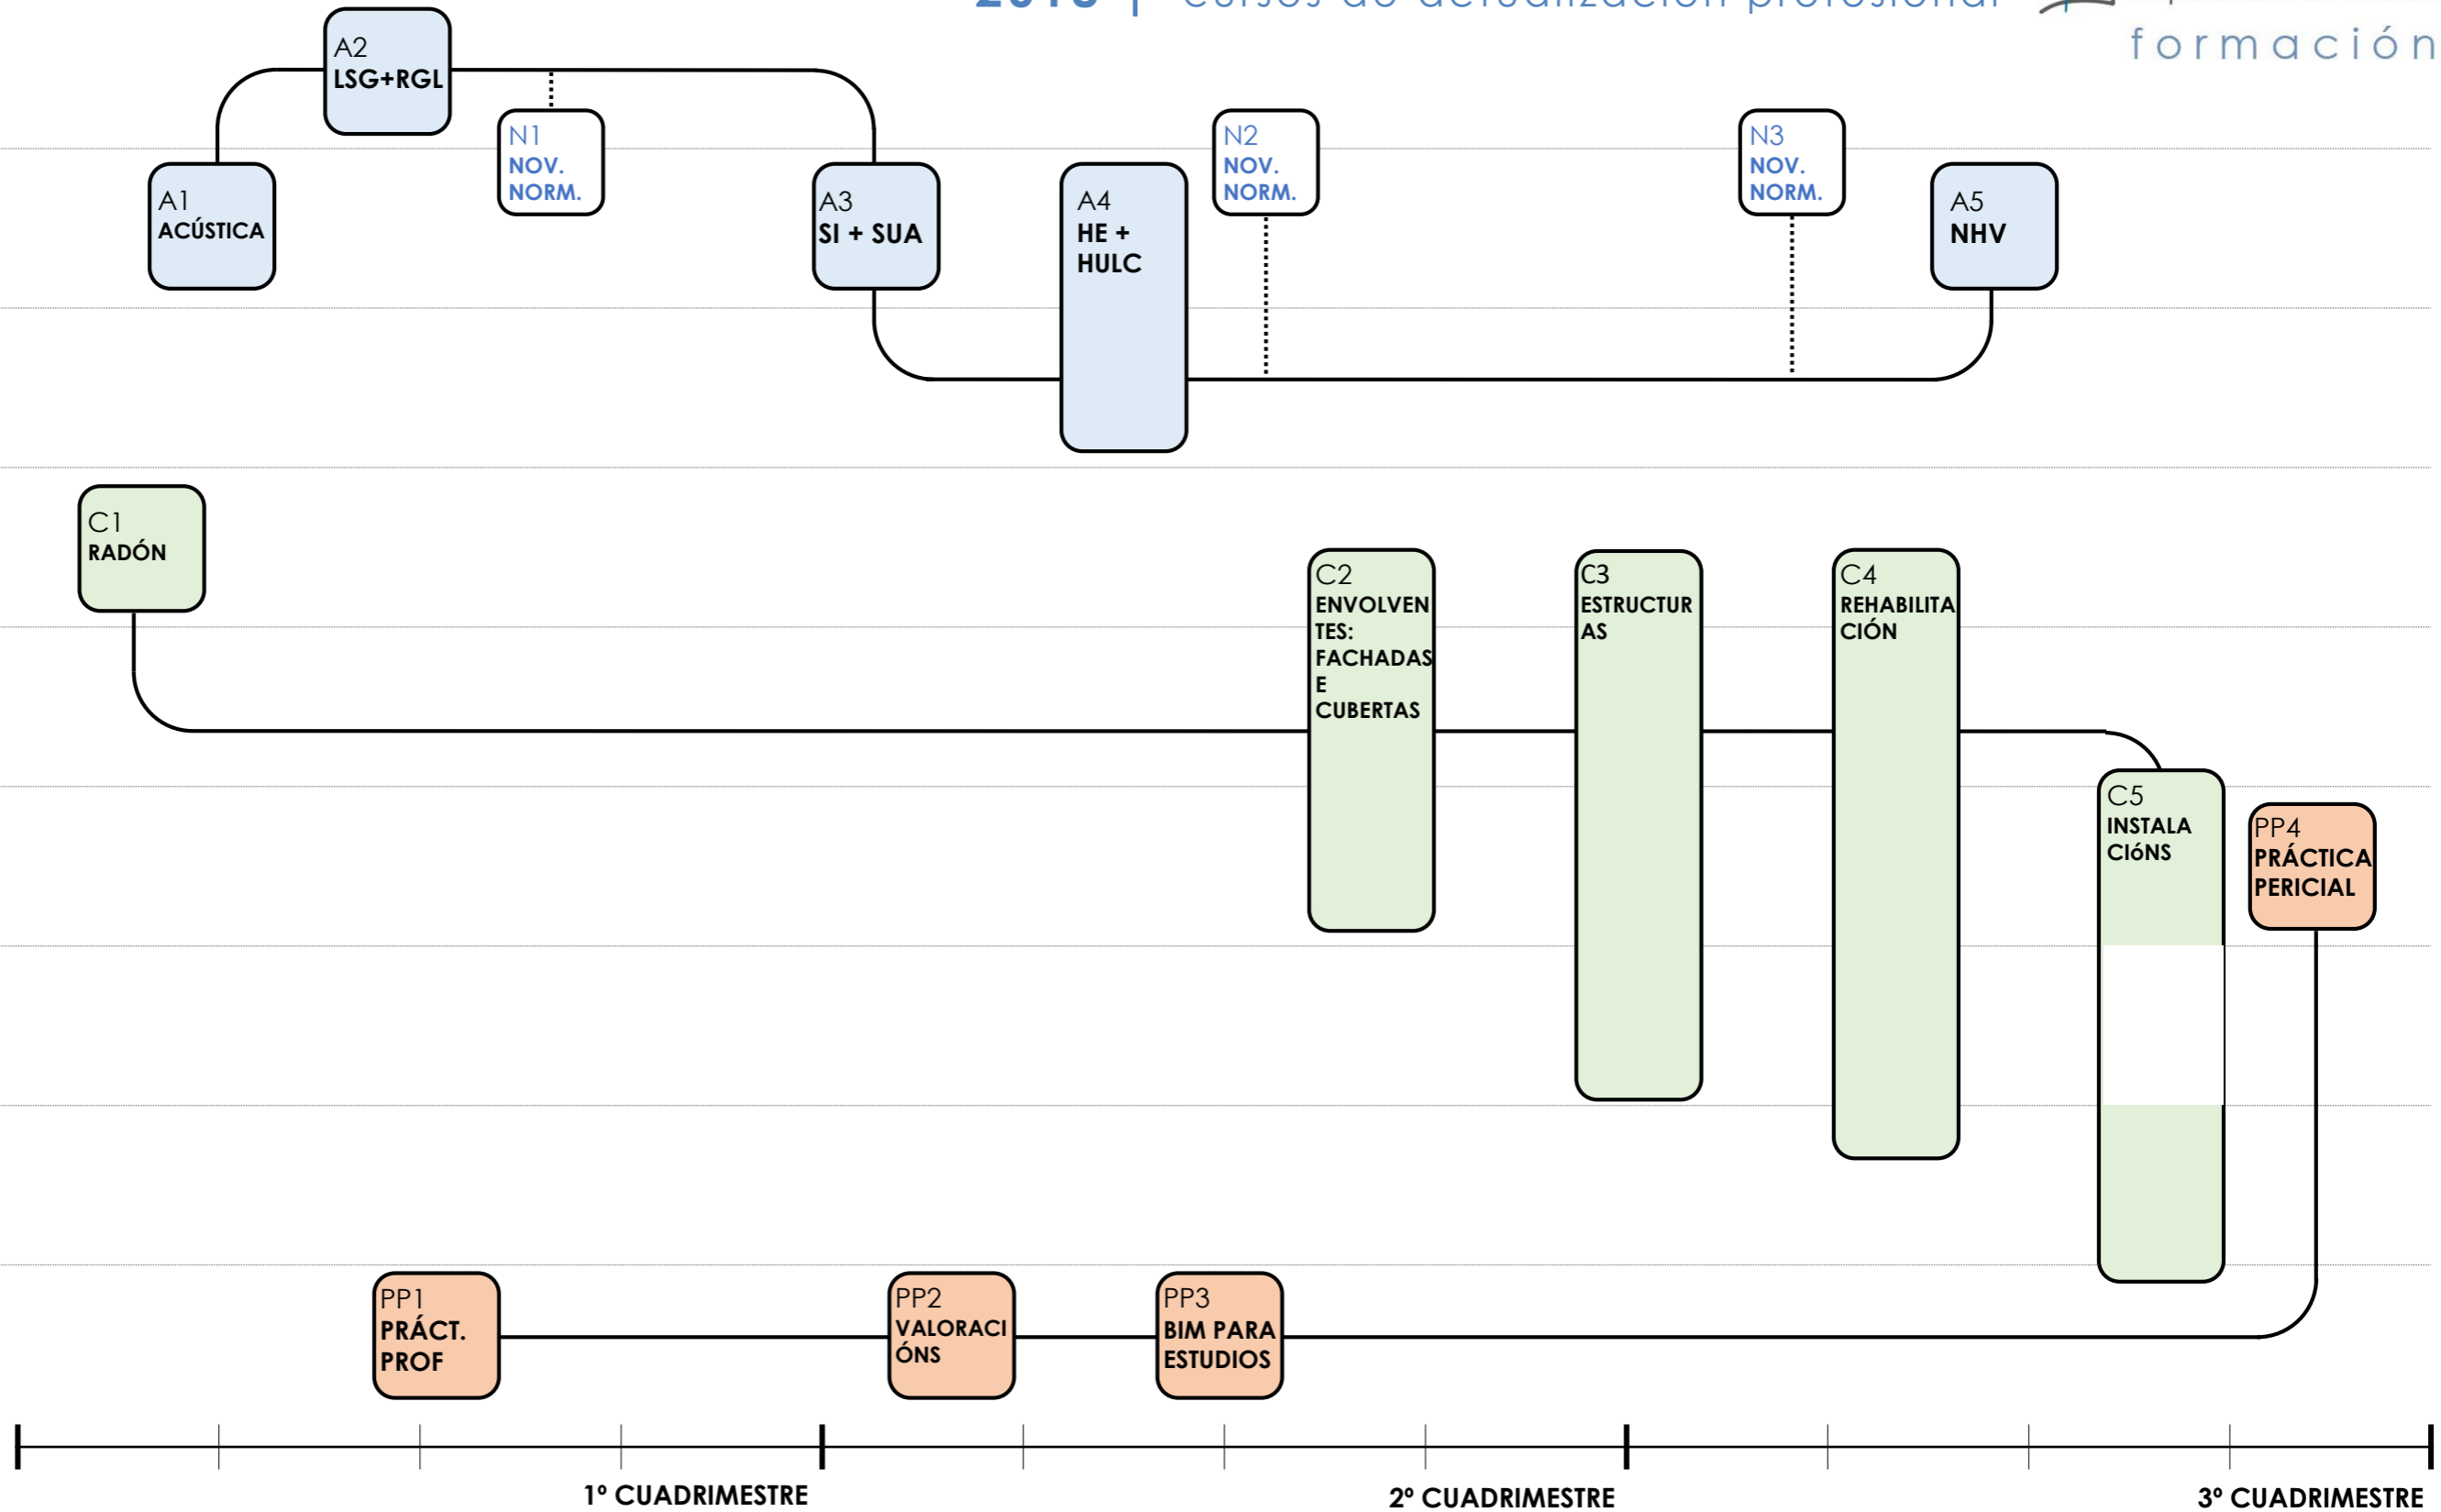 formación
A2
LSG+RGL
N1
NOV.
NORM.
N2
NOV.
NORM.
N3
NOV.
NORM.
A1
ACÚSTICA
A3
SI + SUA
A4
HE +
HULC
A5
NHV
C1
RADÓN
C2
ENVOLVEN
TES:
FACHADAS
E
CUBERTAS
C3
ESTRUCTUR
AS
C4
REHABILITA
CIÓN
C5
INSTALA
CIóNS
PP4
PRÁCTICA
PERICIAL
PP1
PRÁCT.
PROF
PP2
VALORACI
ÓNS
PP3
BIM PARA
ESTUDIOS
1º CUADRIMESTRE
2º CUADRIMESTRE
3º CUADRIMESTRE